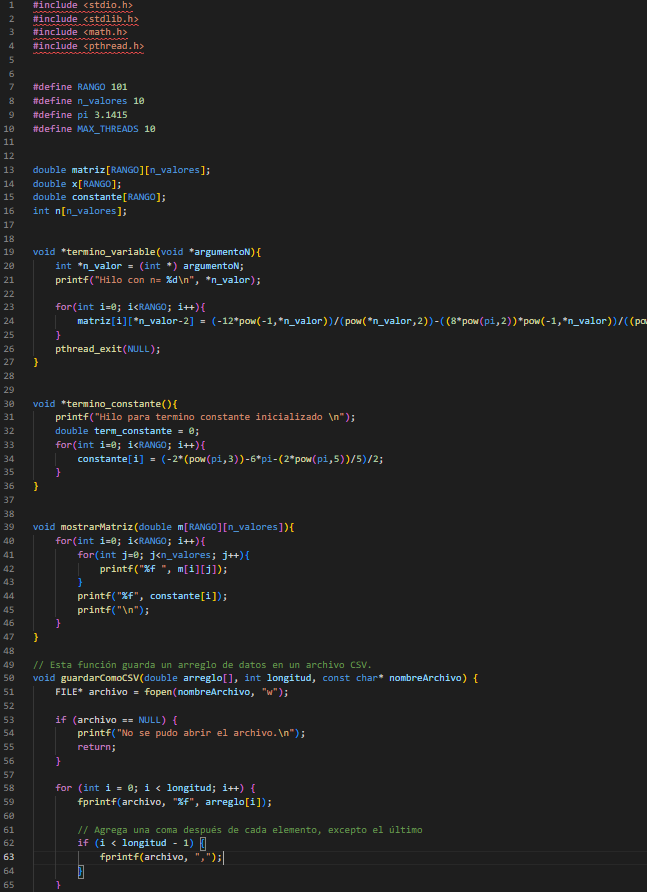 1 #include <stdio.h>
2 #include <stdlib.h>
3 #include <math.h>
4 #include <pthread.h>
5
6
7 #define RANGO 101
8 #define n_valores 10
9 #define pi 3.1415
10 #define MAX_THREADS 10
11
12
13 double matriz[RANGO][n_valores];
14 double x[RANGO];
15 double constante[RANGO];
16 int n[n_valores];
17
18
19 void *termino_variable(void *argumentoN){
20 int *n_valor = (int *) argumentoN;
21 printf("Hilo con n= %d\n", *n_valor);
22
23 for(int i=0; i<RANGO; i++){
24 matriz[i][*n_valor-2] = (-12*pow(-1,*n_valor))/(pow(*n_valor,2))-((8*pow(pi,2))*pow(-1,*n_valor))/((pow
25 }
26 pthread_exit(NULL);
27 }
28
29
30 void *termino_constante(){
31 printf("Hilo para termino constante inicializado \n");
32 double term_constante = 0;
33 for(int i=0; i<RANGO; i++){
34 constante[i] = (-2*(pow(pi,3))-6*pi-(2*pow(pi,5))/5)/2;
35 }
36 }
37
38
39 void mostrarMatriz(double m[RANGO][n_valores]){
40 for(int i=0; i<RANGO; i++){
41 for(int j=0; j<n_valores; j++){
42 printf("%f ", m[i][j]);
43 }
44 printf("%f", constante[i]);
45 printf("\n");
46 }
47 }
48
49 // Esta función guarda un arreglo de datos en un archivo CSV.
50 void guardarComoCSV(double arreglo[], int longitud, const char* nombreArchivo) {
51 FILE* archivo = fopen(nombreArchivo, "w");
52
53 if (archivo == NULL) {
54 printf("No se pudo abrir el archivo.\n");
55 return;
56 }
57
58 for (int i = 0; i < longitud; i++) {
59 fprintf(archivo, "%f", arreglo[i]);
60
61 // Agrega una coma después de cada elemento, excepto el último
62 if (i < longitud - 1) {
63 fprintf(archivo, ",");
64 }
65 }